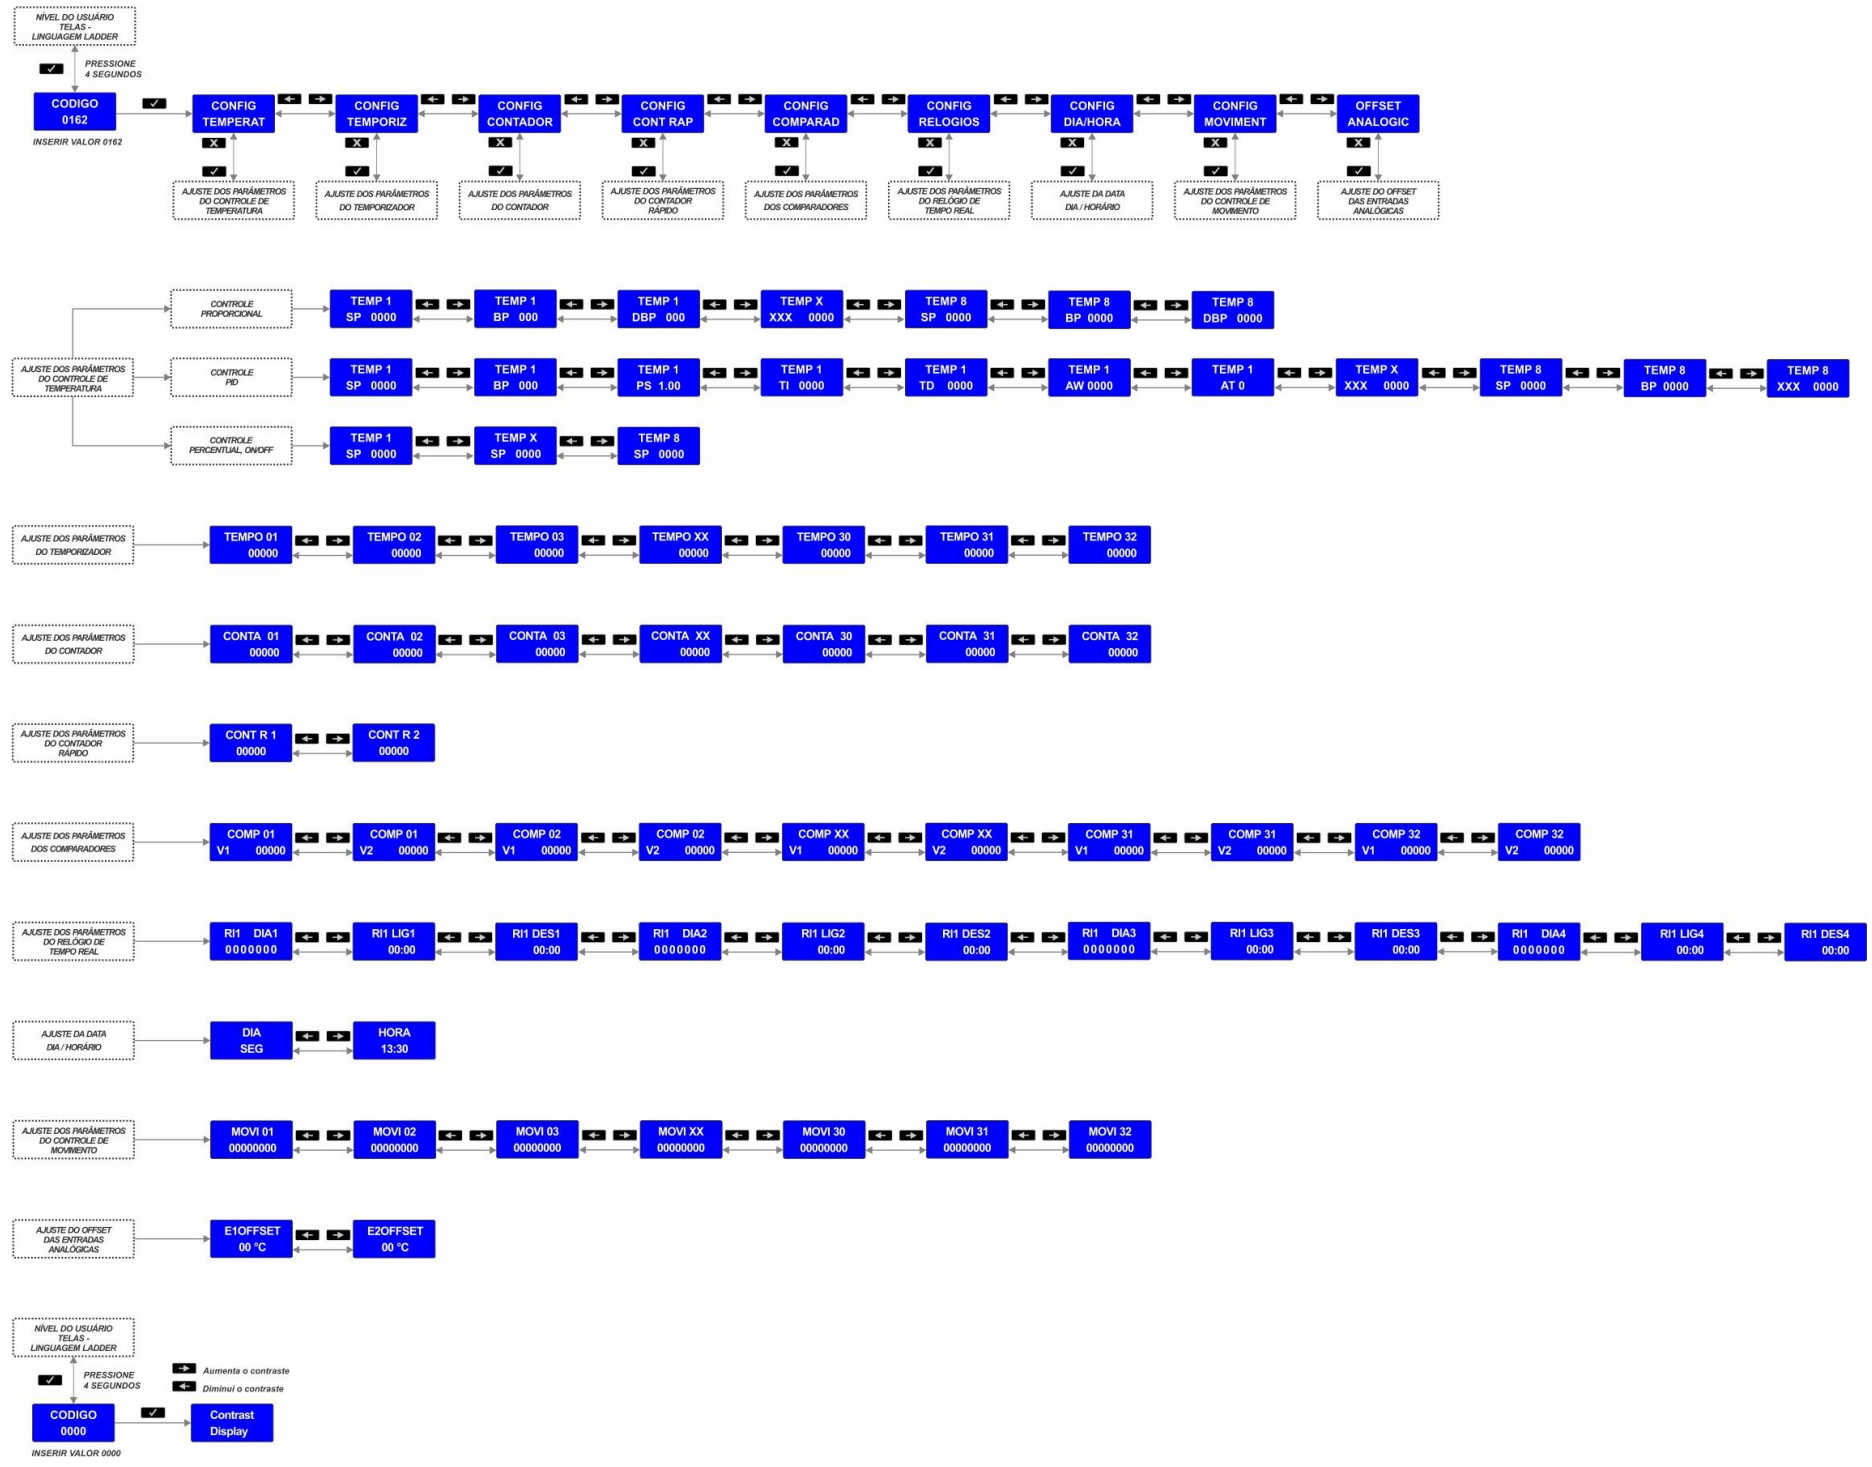 NÍVEL DO USUÁRIO
TELAS -
LINGUAGEM LADDER
PRESSIONE
4 SEGUNDOS
CODIGO
0162
INSERIR VALOR 0162
CONFIG
TEMPERAT
CONFIG
TEMPORIZ
CONFIG
CONTADOR
CONFIG
CONT RAP
CONFIG
COMPARAD
CONFIG
RELOGIOS
CONFIG
DIA/HORA
CONFIG
MOVIMENT
OFFSET
ANALOGIC
AJUSTE DOS PARÂMETROS
DO CONTROLE DE
TEMPERATURA
AJUSTE DOS PARÂMETROS
DO TEMPORIZADOR
AJUSTE DOS PARÂMETROS
DO CONTADOR
AJUSTE DOS PARÂMETROS
DO CONTADOR
RÁPIDO
AJUSTE DOS PARÂMETROS
DOS COMPARADORES
AJUSTE DOS PARÂMETROS
DO RELÓGIO DE
TEMPO REAL
AJUSTE DA DATA
DIA / HORÁRIO
AJUSTE DOS PARÂMETROS
DO CONTROLE DE
MOVIMENTO
AJUSTE DO OFFSET
DAS ENTRADAS
ANALÓGICAS
AJUSTE DOS PARÂMETROS
DO CONTROLE DE
TEMPERATURA
CONTROLE
PROPORCIONAL
TEMP 1
SP 0000
TEMP 1
BP 000
TEMP 1
DBP 000
TEMP X
XXX 0000
TEMP 8
SP 0000
TEMP 8
BP 0000
TEMP 8
DBP 0000
CONTROLE
PID
TEMP 1
SP 0000
TEMP 1
BP 000
TEMP 1
PS 1.00
TEMP 1
TI 0000
TEMP 1
TD 0000
TEMP 1
AW 0000
TEMP 1
AT 0
TEMP X
XXX 0000
TEMP 8
SP 0000
TEMP 8
BP 0000
TEMP 8
XXX 0000
CONTROLE
PERCENTUAL, ON/OFF
TEMP 1
SP 0000
TEMP X
SP 0000
TEMP 8
SP 0000
AJUSTE DOS PARÂMETROS
DO TEMPORIZADOR
TEMPO 01
00000
TEMPO 02
00000
TEMPO 03
00000
TEMPO XX
00000
TEMPO 30
00000
TEMPO 31
00000
TEMPO 32
00000
AJUSTE DOS PARÂMETROS
DO CONTADOR
CONTA 01
00000
CONTA 02
00000
CONTA 03
00000
CONTA XX
00000
CONTA 30
00000
CONTA 31
00000
CONTA 32
00000
AJUSTE DOS PARÂMETROS
DO CONTADOR
RÁPIDO
CONT R 1
00000
CONT R 2
00000
AJUSTE DOS PARÂMETROS
DOS COMPARADORES
COMP 01
V1 00000
COMP 01
V2 00000
COMP 02
V1 00000
COMP 02
V2 00000
COMP XX
V1 00000
COMP XX
V2 00000
COMP 31
V1 00000
COMP 31
V2 00000
COMP 32
V1 00000
COMP 32
V2 00000
AJUSTE DOS PARÂMETROS
DO RELÓGIO DE
TEMPO REAL
RI1 DIA1
0000000
RI1 LIG1
00:00
RI1 DES1
00:00
RI1 DIA2
0000000
RI1 LIG2
00:00
RI1 DES2
00:00
RI1 DIA3
0000000
RI1 LIG3
00:00
RI1 DES3
00:00
RI1 DIA4
0000000
RI1 LIG4
00:00
RI1 DES4
00:00
AJUSTE DA DATA
DIA / HORÁRIO
DIA
SEG
HORA
13:30
AJUSTE DOS PARÂMETROS
DO CONTROLE DE
MOVIMENTO
MOVI 01
00000000
MOVI 02
00000000
MOVI 03
00000000
MOVI XX
00000000
MOVI 30
00000000
MOVI 31
00000000
MOVI 32
00000000
AJUSTE DO OFFSET
DAS ENTRADAS
ANALÓGICAS
E1OFFSET
00 °C
E2OFFSET
00 °C
NÍVEL DO USUÁRIO
TELAS -
LINGUAGEM LADDER
PRESSIONE
4 SEGUNDOS
Aumenta o contraste
Diminui o contraste
CODIGO
0000
Contrast
Display
INSERIR VALOR 0000